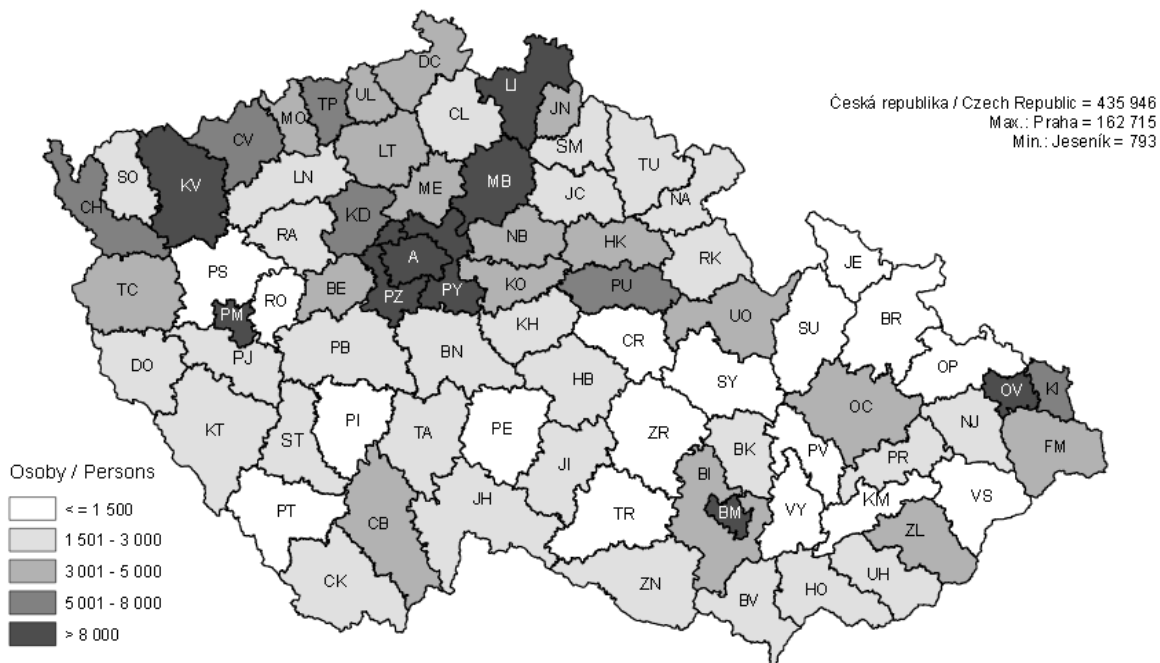 DC
LI
UL
TP
JN
MO
CL
CV
SM
LT
TU
SO
LN
KV
ME
MB
JC
NA
CH
KD
RA
NB
HK
RK
A
PS
JE
TC
BE
KO
PU
RO
PZ
PY
PM
UO
SU
BR
KH
CR
PB
BN
PJ
DO
OP
HB
SY
OV
KI
OC
KT
PI
TA
PE
ZR
NJ
ST
BK
FM
PV
PR
JI
BI
JH
KM
VS
PT
TR
BM
VY
CB
ZL
CK
ZN
UH
HO
BV
Česká republika / Czech Republic = 435 946
Max.: Praha = 162 715
Min.: Jeseník = 793
Osoby / Persons
< = 1 500
1 501 - 3 000
3 001 - 5 000
5 001 - 8 000
> 8 000